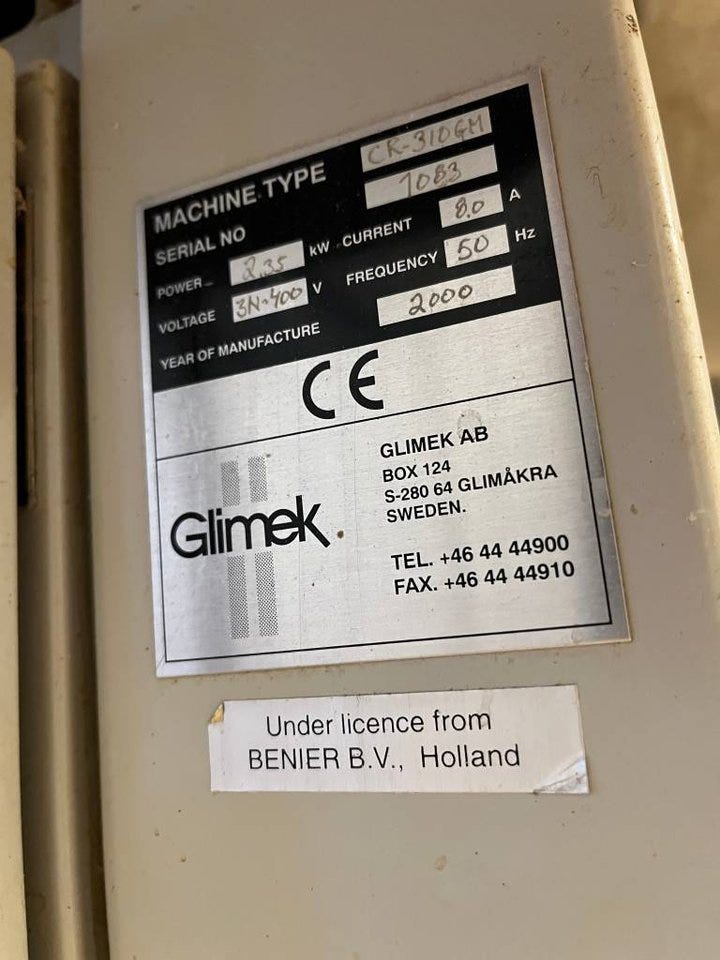 MACHINE TYPE CR-310GM
SERIAL NO 1083
POWER 2.35 kW CURRENT 8.0 A
VOLTAGE 3N~400 V FREQUENCY 50 Hz
YEAR OF MANUFACTURE 2000
CE
Glimek
GLIMEK AB
BOX 124
S-280 64 GLIMÅKRA
SWEDEN.
TEL. +46 44 44900
FAX. +46 44 44910
Under licence from
BENIER B.V., Holland